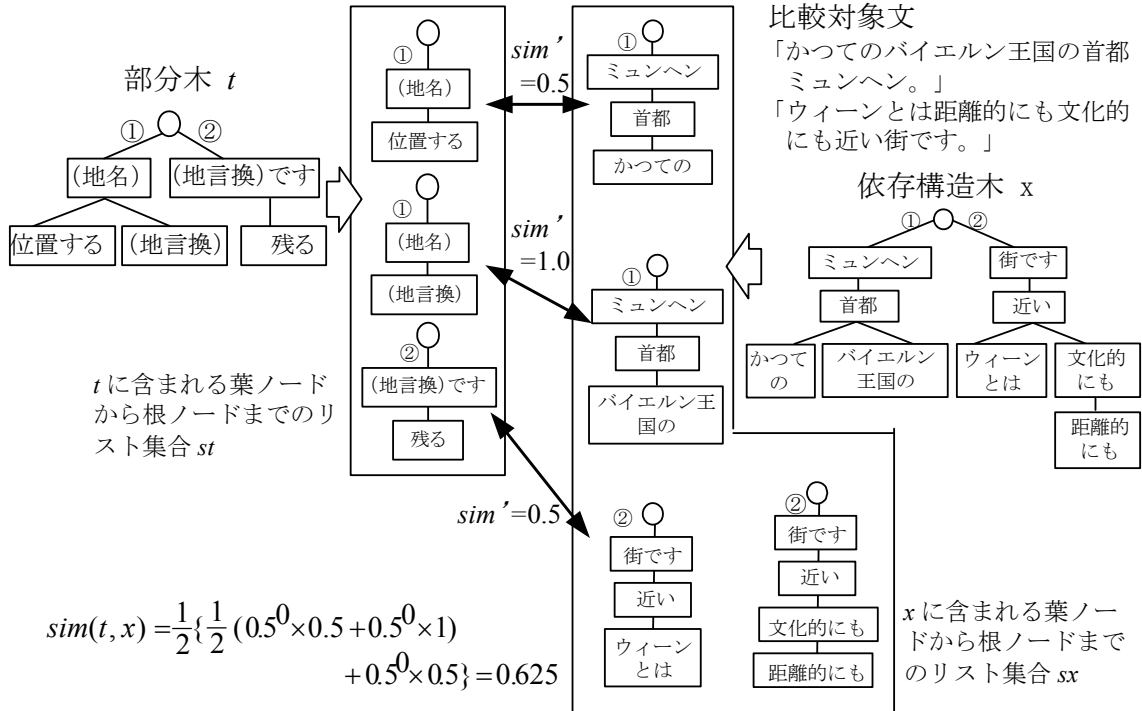 部分木 t
①
②
(地名)
(地言換)です
位置する
(地言換)
残る
t に含まれる葉ノード
から根ノードまでのリ
スト集合 st
①
(地名)
位置する
①
(地名)
(地言換)
②
(地言換)です
残る
sim'
=0.5
sim'
=1.0
sim'=0.5
①
ミュンヘン
首都
かつての
①
ミュンヘン
首都
バイエルン王
国の
②
街です
近い
ウィーン
とは
②
街です
近い
文化的にも
距離的にも
比較対象文
「かつてのバイエルン王国の首都
ミュンヘン。」
「ウィーンとは距離的にも文化的
にも近い街です。」
依存構造木 x
①
②
ミュンヘン
街です
首都
近い
かつて
の
バイエルン
王国の
ウィーン
とは
文化的
にも
距離的
にも
x に含まれる葉ノー
ドから根ノードまで
のリスト集合 sx
sim(t, x) = 1/2{1/2 (0.5^0×0.5+0.5^0×1)
+0.5^0×0.5}=0.625